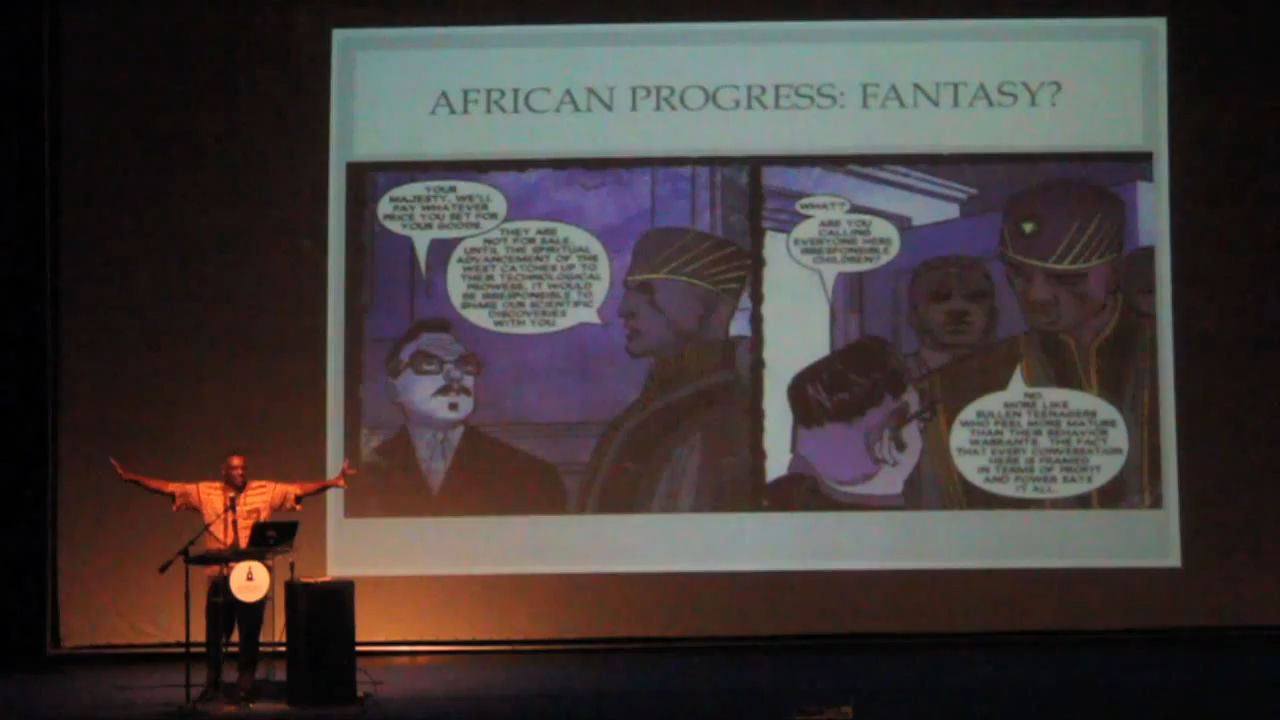 AFRICAN PROGRESS: FANTASY?
YOUR
MAJESTY, WE'LL
PAY WHATEVER
PRICE YOU SET FOR
YOUR GOODS.
THEY ARE
NOT FOR SALE.
UNTIL THE SPIRITUAL
ADVANCEMENT OF THE
WEST CATCHES UP TO
THEIR TECHNOLOGICAL
PROWESS, IT WOULD
BE IRRESPONSIBLE TO
SHARE OUR SCIENTIFIC
DISCOVERIES
WITH YOU.
WHAT?
ARE YOU
CALLING
EVERYONE HERE
IRRESPONSIBLE
CHILDREN?
NO.
MORE LIKE
SULLEN TEENAGERS
WHO FEEL MORE MATURE
THAN THEIR BEHAVIOR
WARRANTS. THE FACT
THAT EVERY CONVERSATION
HERE IS FRAMED
IN TERMS OF PROFIT
AND POWER SAYS
IT ALL.